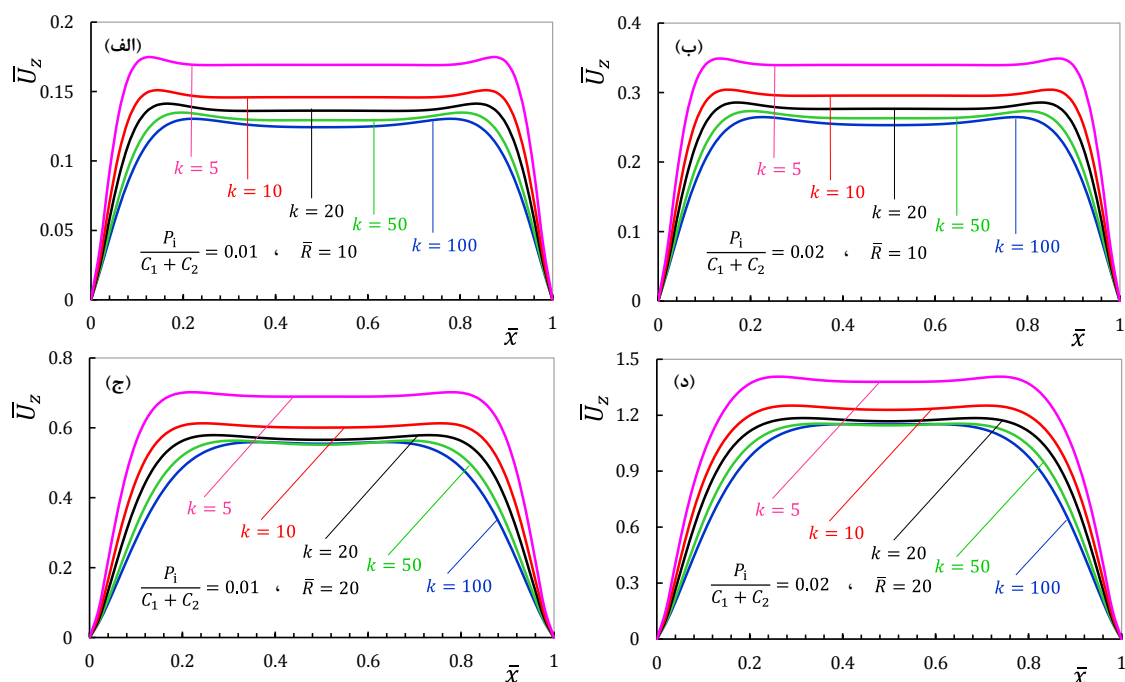 (الف)
Ū_z
0.2
0.15
0.1
0.05
0
k = 5
k = 10
k = 20
k = 50
k = 100
P_i / (C_1 + C_2) = 0.01 ، R̄ = 10
0 0.2 0.4 0.6 0.8 1
x̄
(ب)
Ū_z
0.4
0.3
0.2
0.1
0
k = 5
k = 10
k = 20
k = 50
k = 100
P_i / (C_1 + C_2) = 0.02 ، R̄ = 10
0 0.2 0.4 0.6 0.8 1
x̄
(ج)
Ū_z
0.8
0.6
0.4
0.2
0
k = 5
k = 10
k = 20
k = 50
k = 100
P_i / (C_1 + C_2) = 0.01 ، R̄ = 20
0 0.2 0.4 0.6 0.8 1
x̄
(د)
Ū_z
1.5
1.2
0.9
0.6
0.3
0
k = 5
k = 10
k = 20
k = 50
k = 100
P_i / (C_1 + C_2) = 0.02 ، R̄ = 20
0 0.2 0.4 0.6 0.8 1
x̄